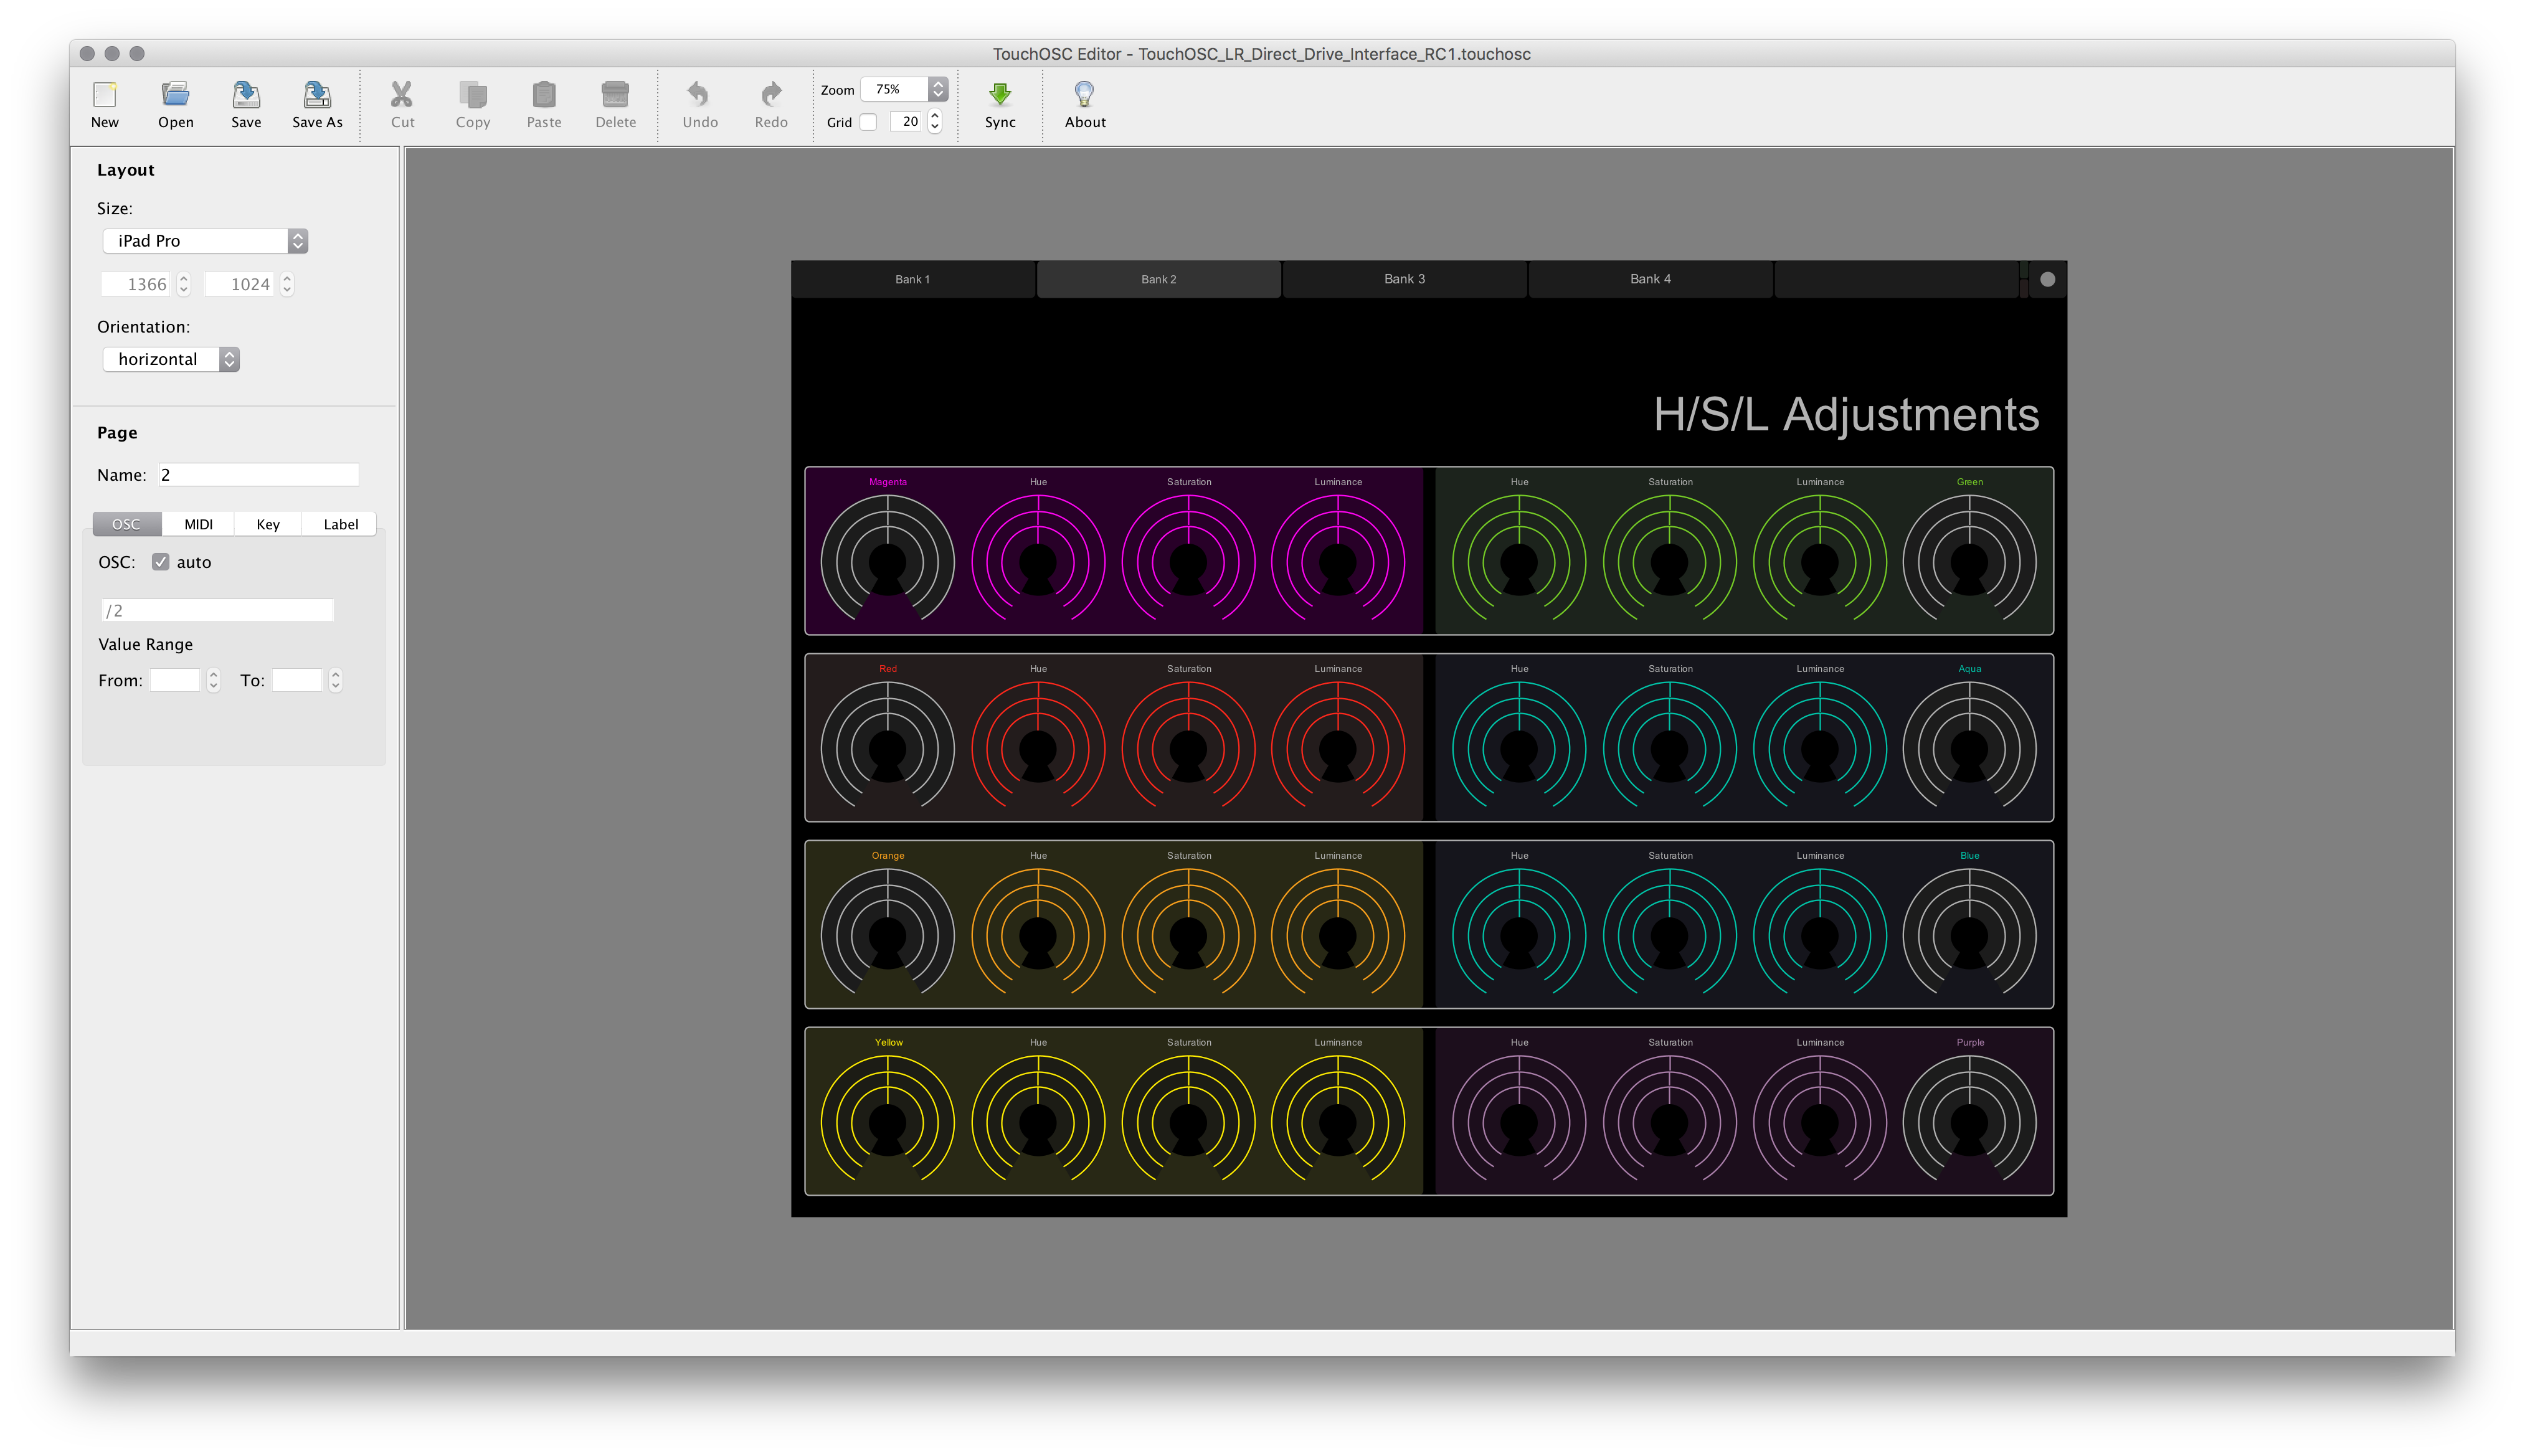 TouchOSC Editor - TouchOSC_LR_Direct_Drive_Interface_RC1.touchosc
New Open Save Save As Cut Copy Paste Delete Undo Redo Zoom 75% Grid 20 Sync About
Layout
Size:
iPad Pro
1366 1024
Orientation:
horizontal
Page
Name: 2
OSC MIDI Key Label
OSC: auto
/2
Value Range
From: To:
Bank 1 Bank 2 Bank 3 Bank 4
H/S/L Adjustments
Magenta Hue Saturation Luminance Hue Saturation Luminance Green
Red Hue Saturation Luminance Hue Saturation Luminance Aqua
Orange Hue Saturation Luminance Hue Saturation Luminance Blue
Yellow Hue Saturation Luminance Hue Saturation Luminance Purple